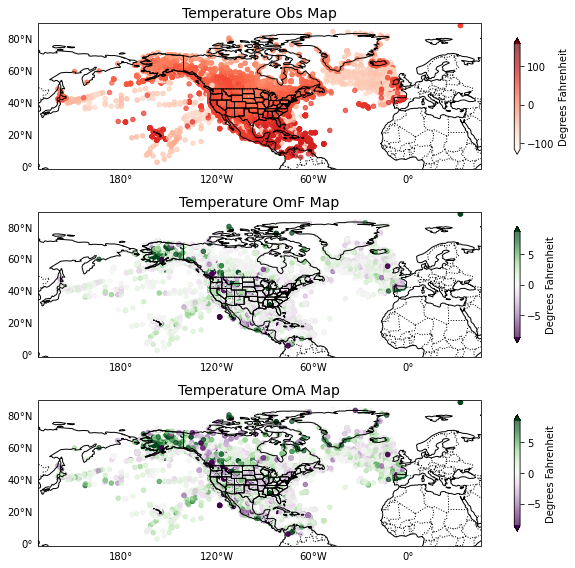 Temperature Obs Map
80°N
60°N
40°N
20°N
0°
180°
120°W
60°W
0°
100
0
−100
Degrees Fahrenheit
Temperature OmF Map
80°N
60°N
40°N
20°N
0°
180°
120°W
60°W
0°
5
0
−5
Degrees Fahrenheit
Temperature OmA Map
80°N
60°N
40°N
20°N
0°
180°
120°W
60°W
0°
5
0
−5
Degrees Fahrenheit